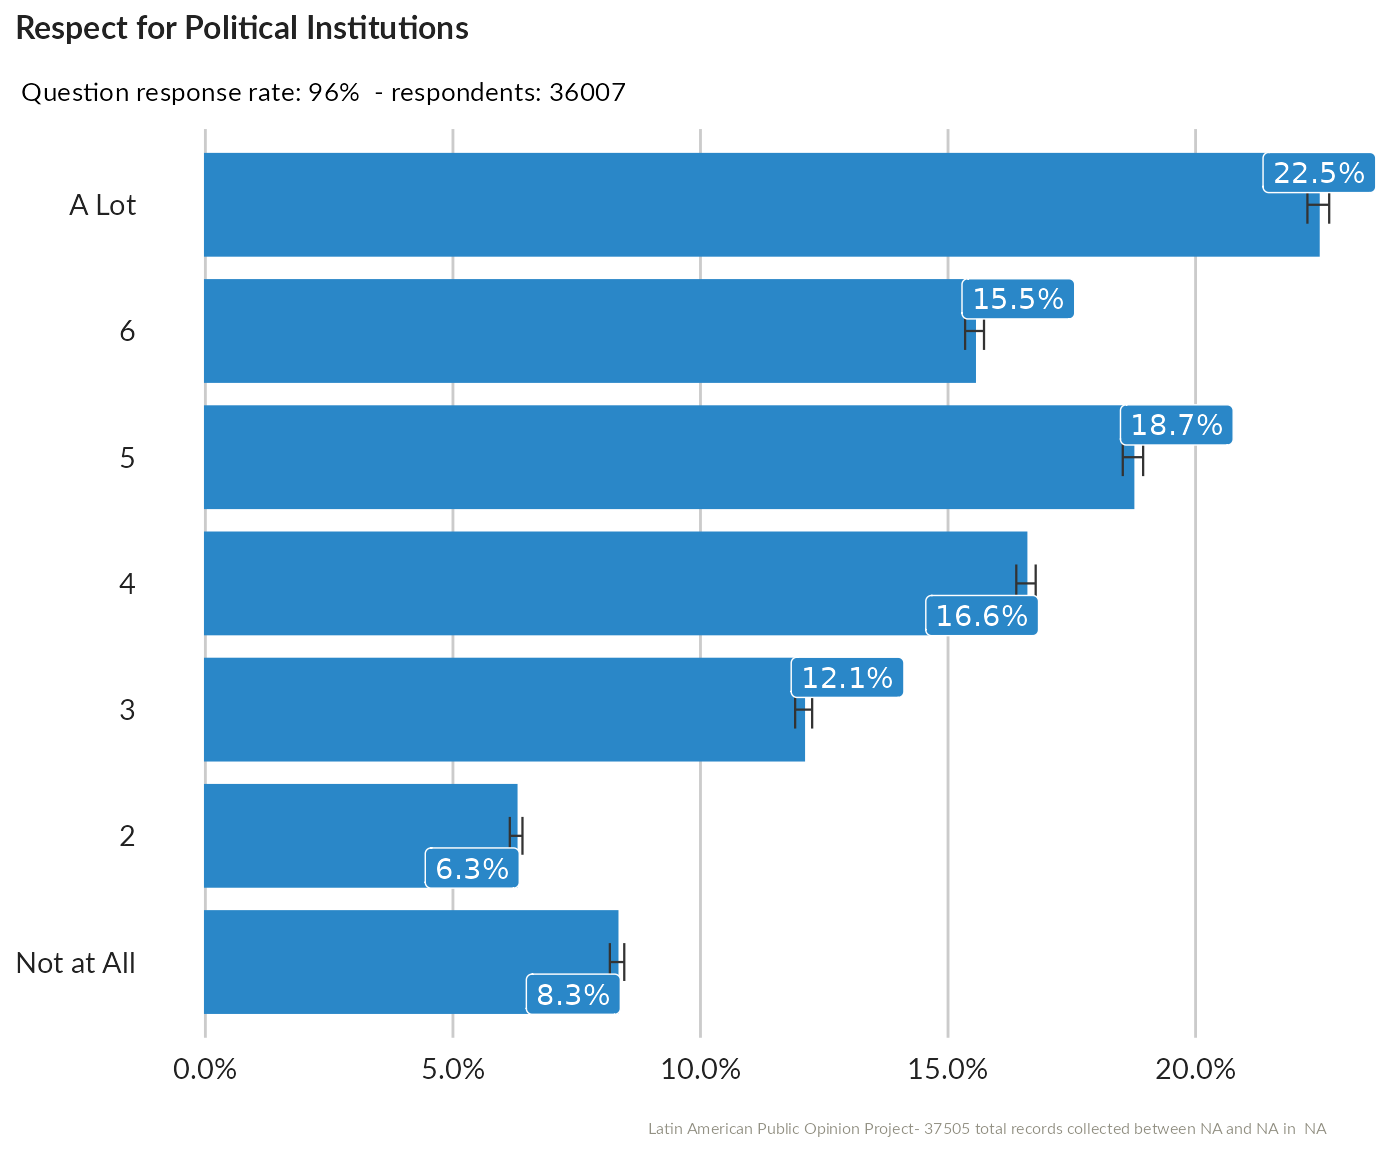 Respect for Political Institutions
Question response rate: 96%  - respondents: 36007
A Lot
22.5%
6
15.5%
5
18.7%
4
16.6%
3
12.1%
2
6.3%
Not at All
8.3%
0.0% 5.0% 10.0% 15.0% 20.0%
Latin American Public Opinion Project- 37505 total records collected between NA and NA in  NA